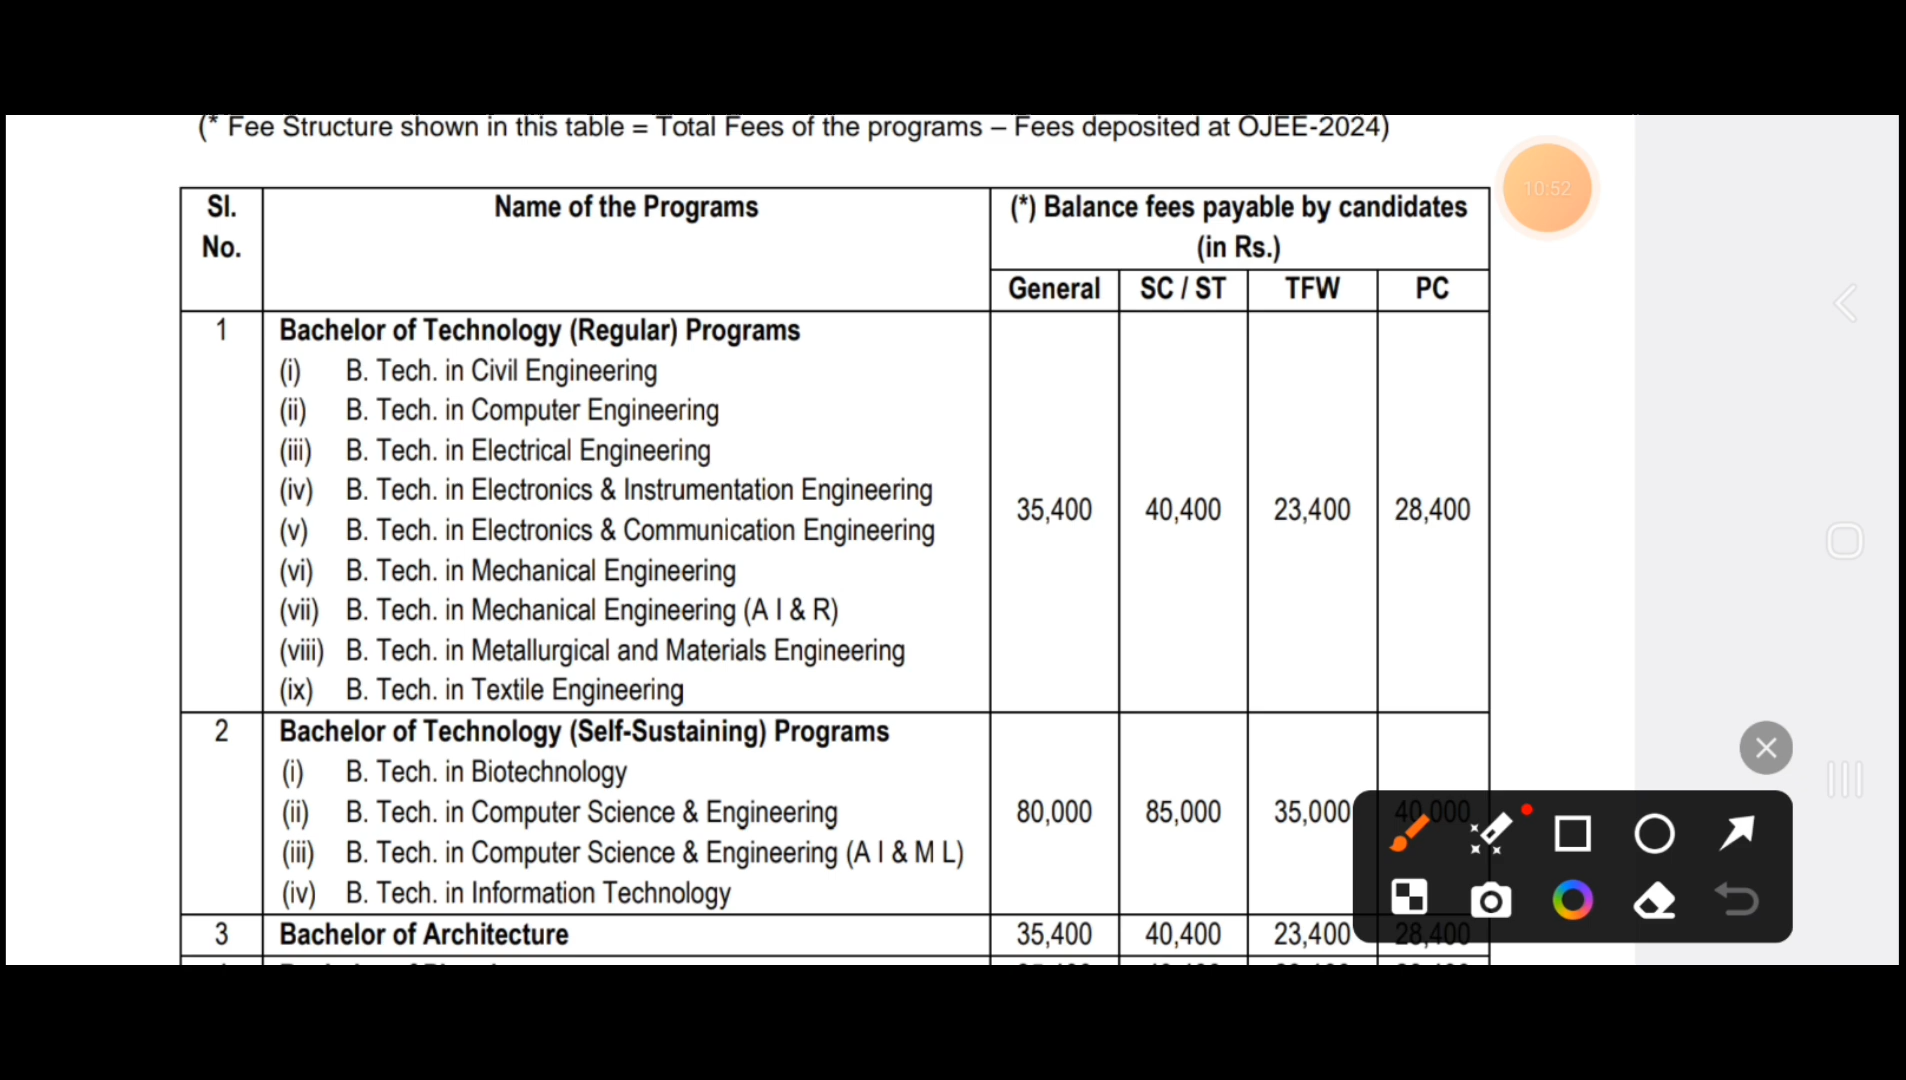 (* Fee Structure shown in this table = Total Fees of the programs – Fees deposited at OJEE-2024)
10:52
Sl. No. Name of the Programs (*) Balance fees payable by candidates (in Rs.)
General SC / ST TFW PC
1 Bachelor of Technology (Regular) Programs
(i) B. Tech. in Civil Engineering
(ii) B. Tech. in Computer Engineering
(iii) B. Tech. in Electrical Engineering
(iv) B. Tech. in Electronics & Instrumentation Engineering
35,400 40,400 23,400 28,400
(v) B. Tech. in Electronics & Communication Engineering
(vi) B. Tech. in Mechanical Engineering
(vii) B. Tech. in Mechanical Engineering (A I & R)
(viii) B. Tech. in Metallurgical and Materials Engineering
(ix) B. Tech. in Textile Engineering
2 Bachelor of Technology (Self-Sustaining) Programs
(i) B. Tech. in Biotechnology
(ii) B. Tech. in Computer Science & Engineering 80,000 85,000 35,000 40,000
(iii) B. Tech. in Computer Science & Engineering (A I & M L)
(iv) B. Tech. in Information Technology
3 Bachelor of Architecture 35,400 40,400 23,400 28,400